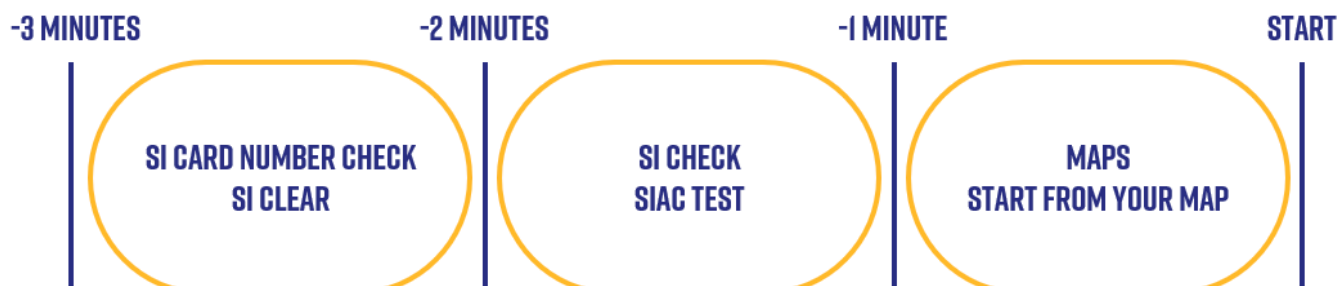 -3 MINUTES
-2 MINUTES
-1 MINUTE
START
SI CARD NUMBER CHECK
SI CLEAR
SI CHECK
SIAC TEST
MAPS
START FROM YOUR MAP